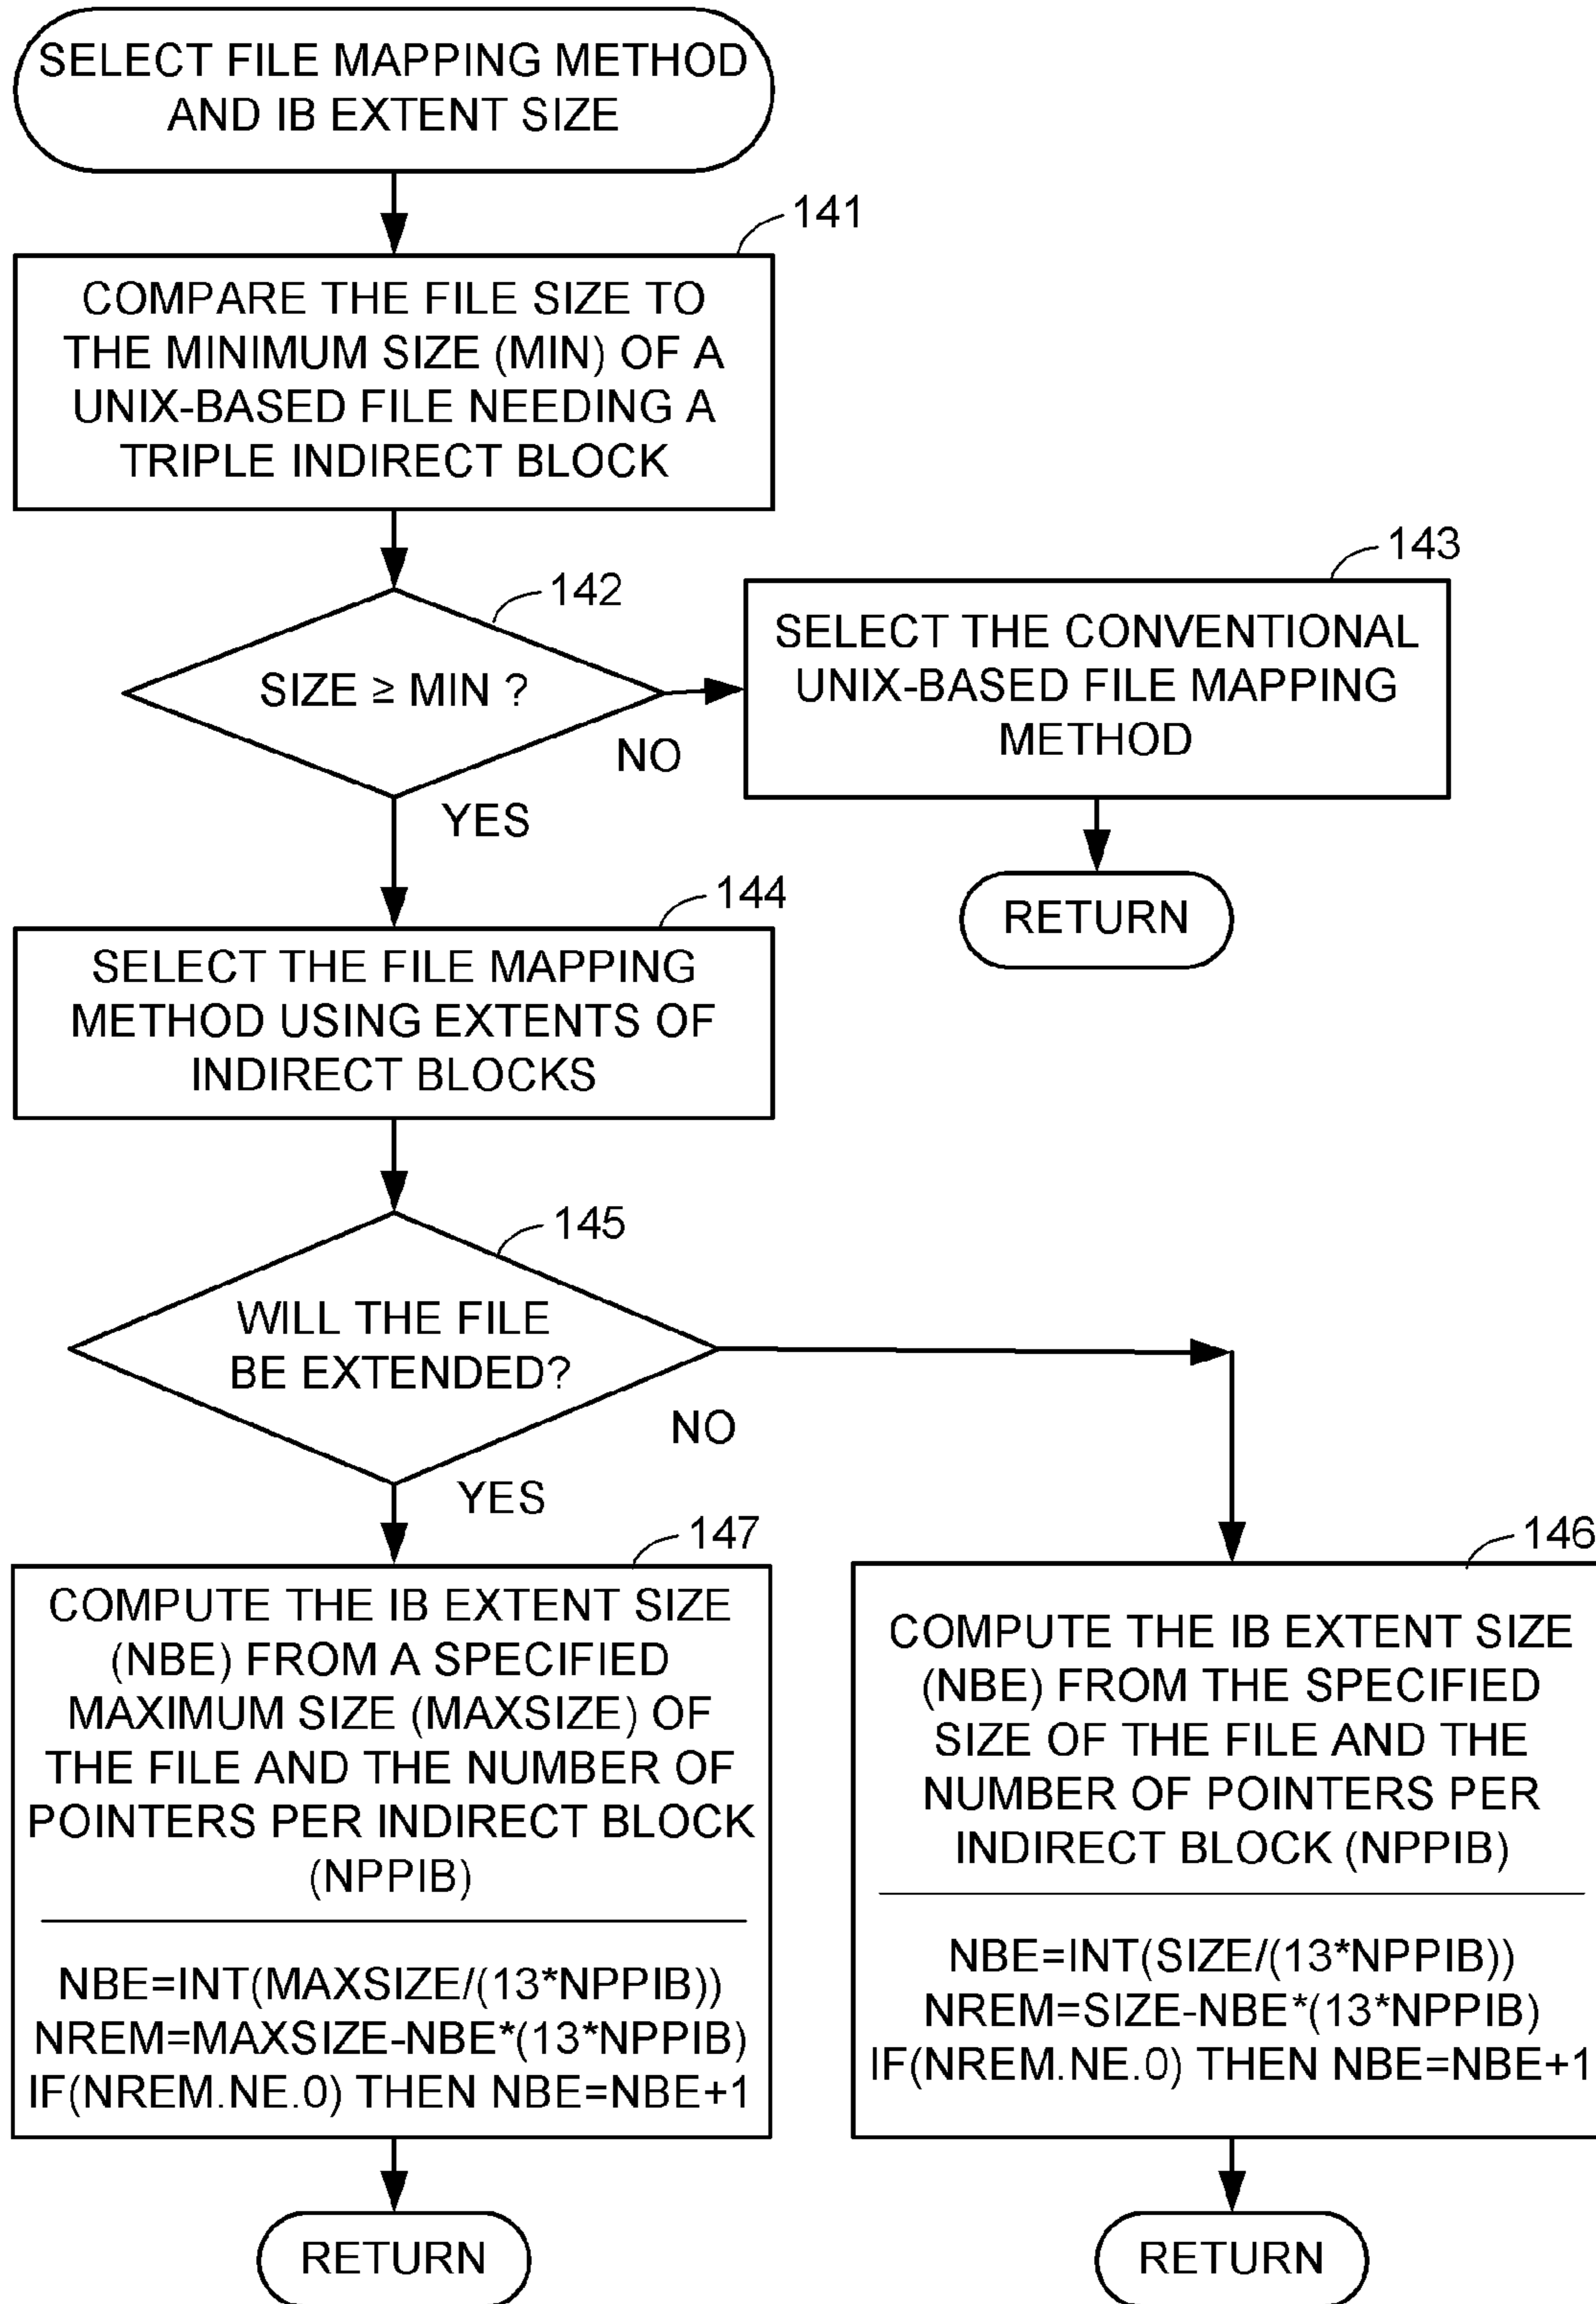 SELECT FILE MAPPING METHOD
AND IB EXTENT SIZE
141
COMPARE THE FILE SIZE TO
THE MINIMUM SIZE (MIN) OF A
UNIX-BASED FILE NEEDING A
TRIPLE INDIRECT BLOCK
142
SIZE ≥ MIN ?
NO
YES
143
SELECT THE CONVENTIONAL
UNIX-BASED FILE MAPPING
METHOD
RETURN
144
SELECT THE FILE MAPPING
METHOD USING EXTENTS OF
INDIRECT BLOCKS
145
WILL THE FILE
BE EXTENDED?
NO
YES
147
COMPUTE THE IB EXTENT SIZE
(NBE) FROM A SPECIFIED
MAXIMUM SIZE (MAXSIZE) OF
THE FILE AND THE NUMBER OF
POINTERS PER INDIRECT BLOCK
(NPPIB)
NBE=INT(MAXSIZE/(13*NPPIB))
NREM=MAXSIZE-NBE*(13*NPPIB)
IF(NREM.NE.0) THEN NBE=NBE+1
RETURN
146
COMPUTE THE IB EXTENT SIZE
(NBE) FROM THE SPECIFIED
SIZE OF THE FILE AND THE
NUMBER OF POINTERS PER
INDIRECT BLOCK (NPPIB)
NBE=INT(SIZE/(13*NPPIB))
NREM=SIZE-NBE*(13*NPPIB)
IF(NREM.NE.0) THEN NBE=NBE+1
RETURN